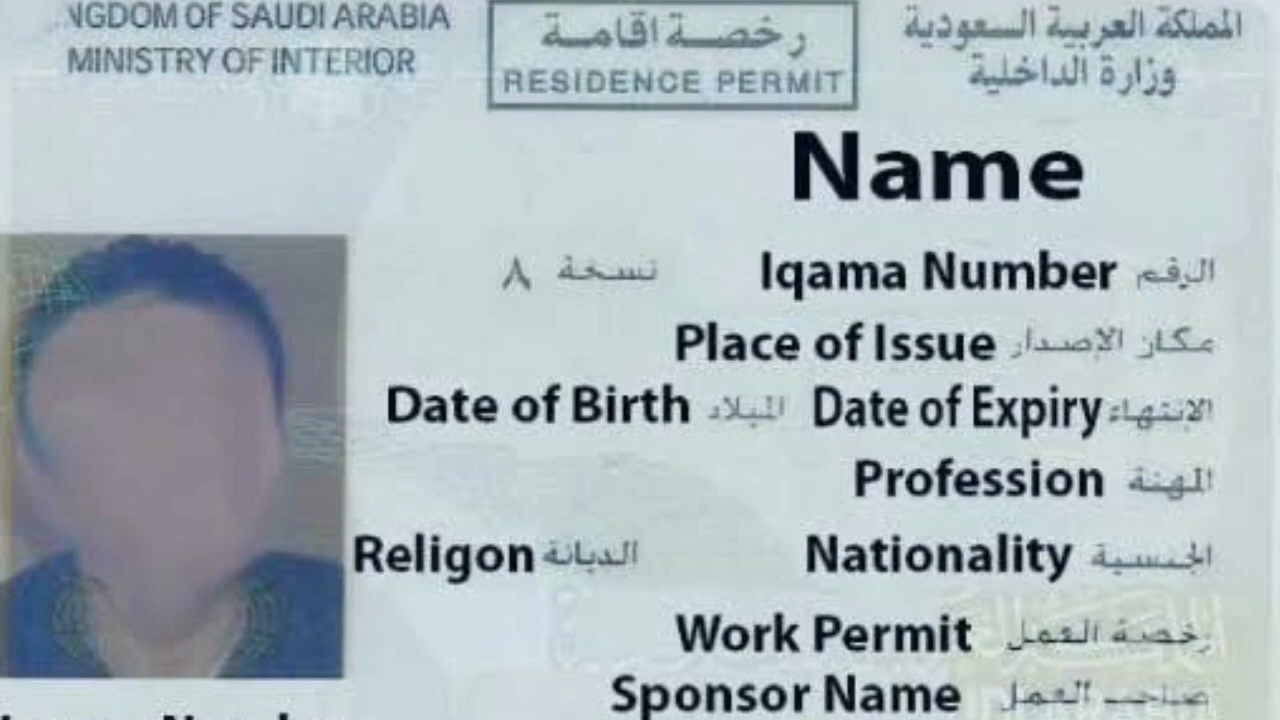 NGDOM OF SAUDI ARABIA
MINISTRY OF INTERIOR
رخصة اقامة
RESIDENCE PERMIT
المملكة العربية السعودية
وزارة الداخلية
Name
Iqama Number الرقم نسخة ٨
Place of Issue مكان الإصدار
Date of Expiry الانتهاء Date of Birth الميلاد
Profession المهنة
Nationality الجنسية Religon الديانة
Work Permit رخصة العمل
Sponsor Name صاحب العمل